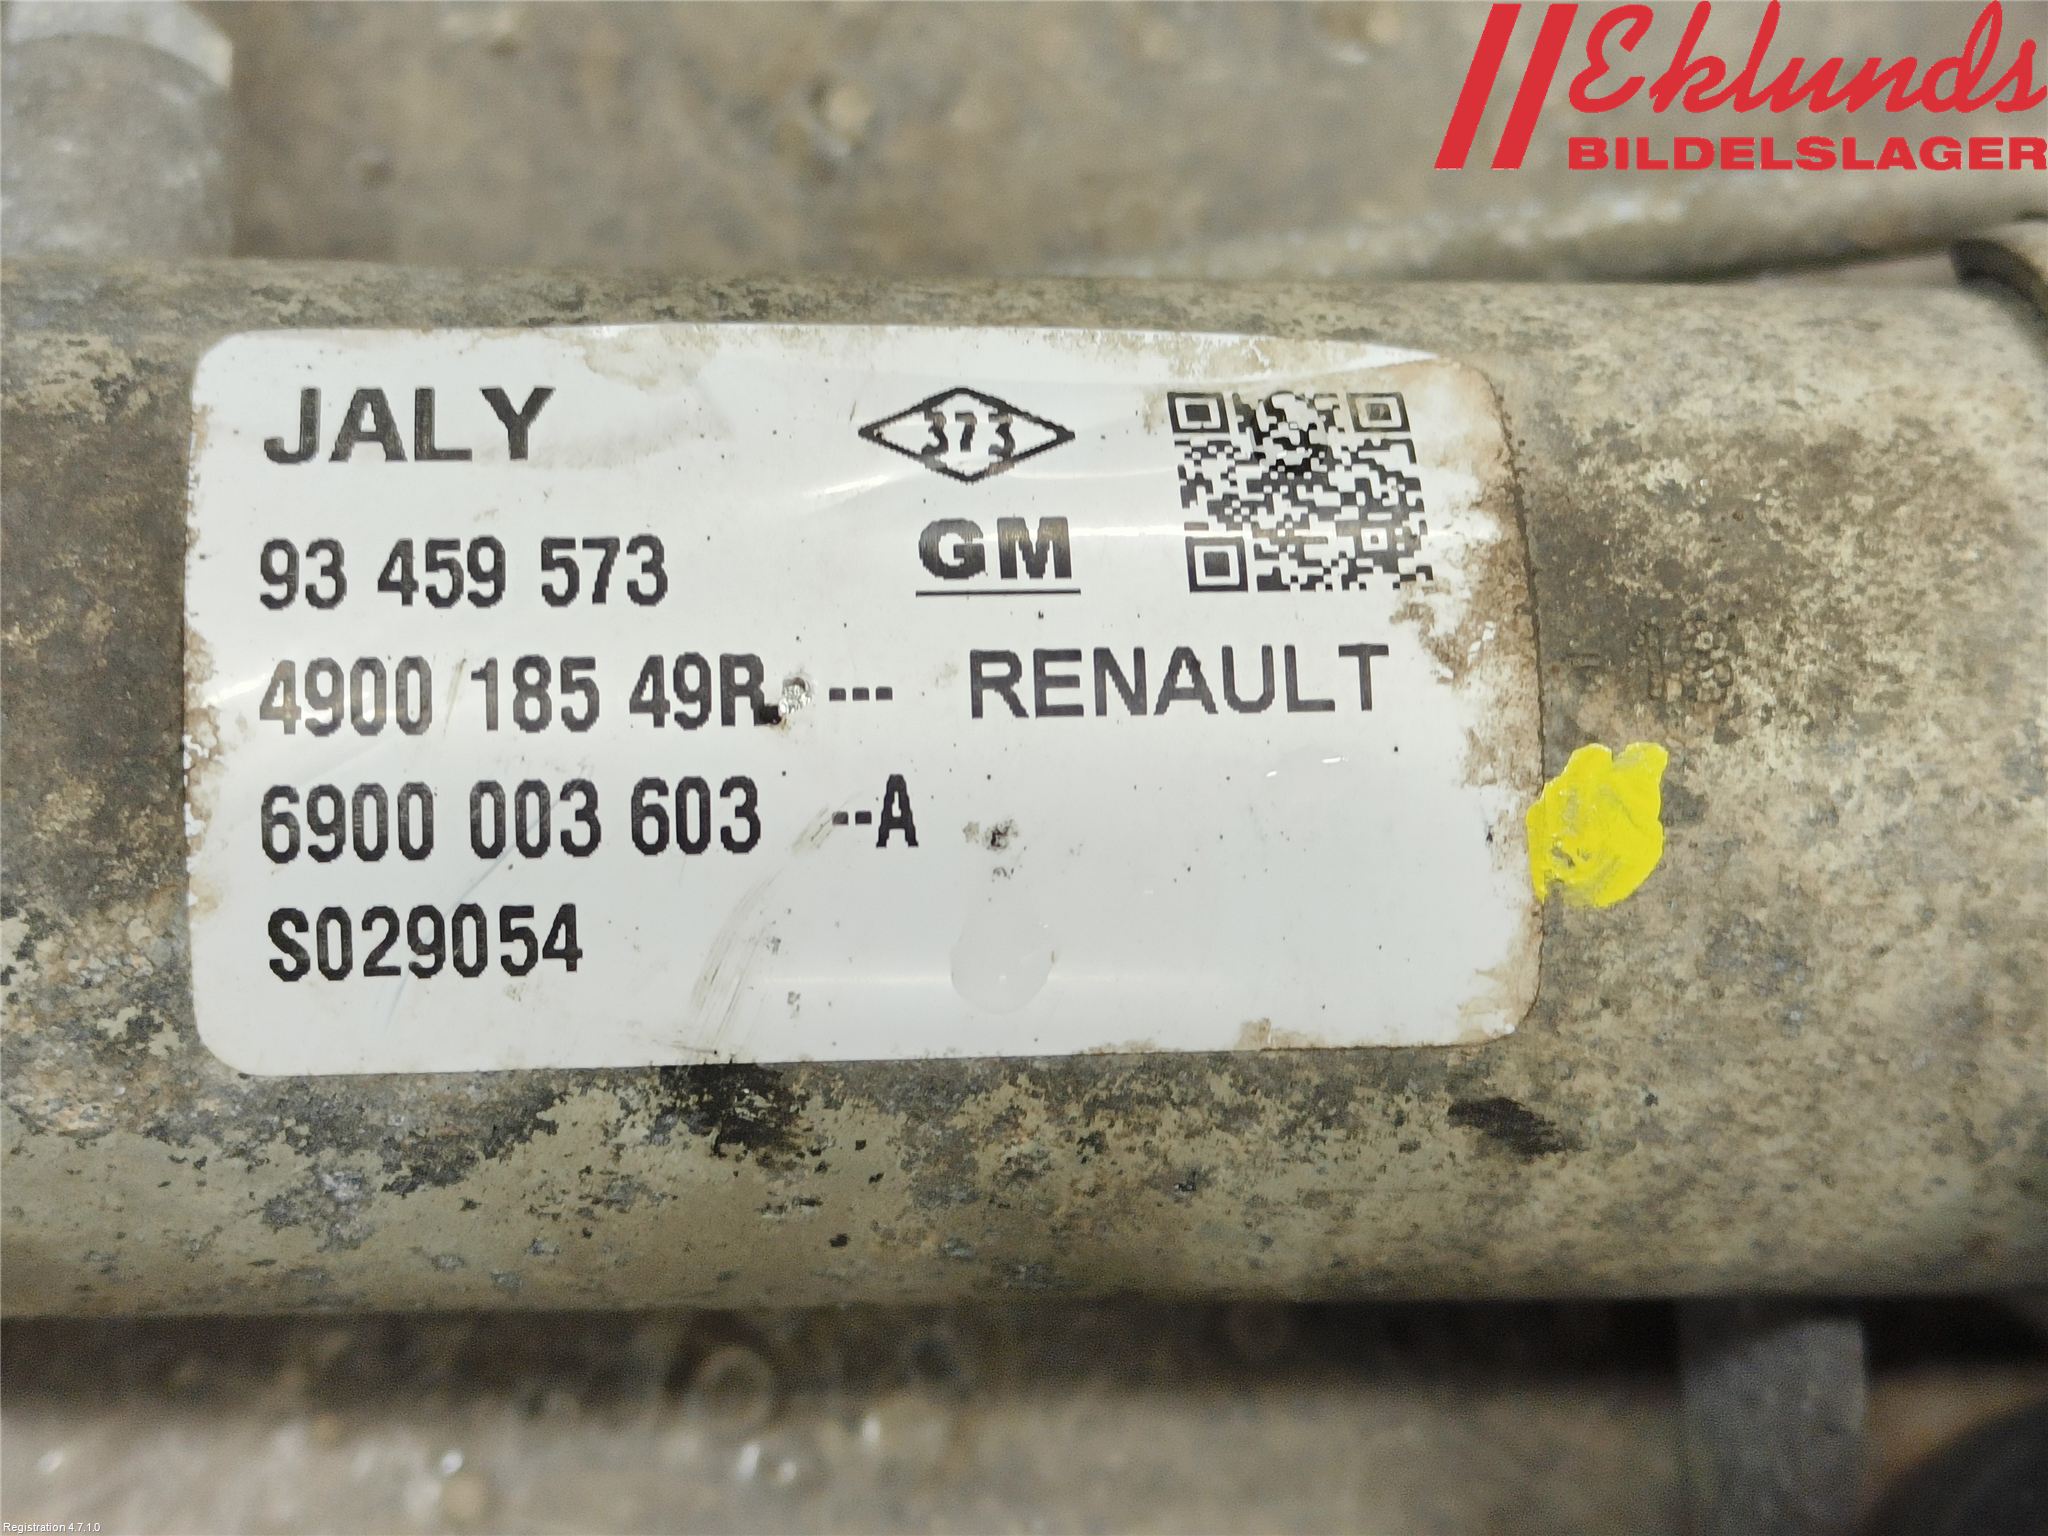 Eklunds
BILDELSLAGER
JALY
373
93 459 573
GM
4900 185 49R --- RENAULT
6900 003 603 --A
S029054
Registration 4.7.1.0